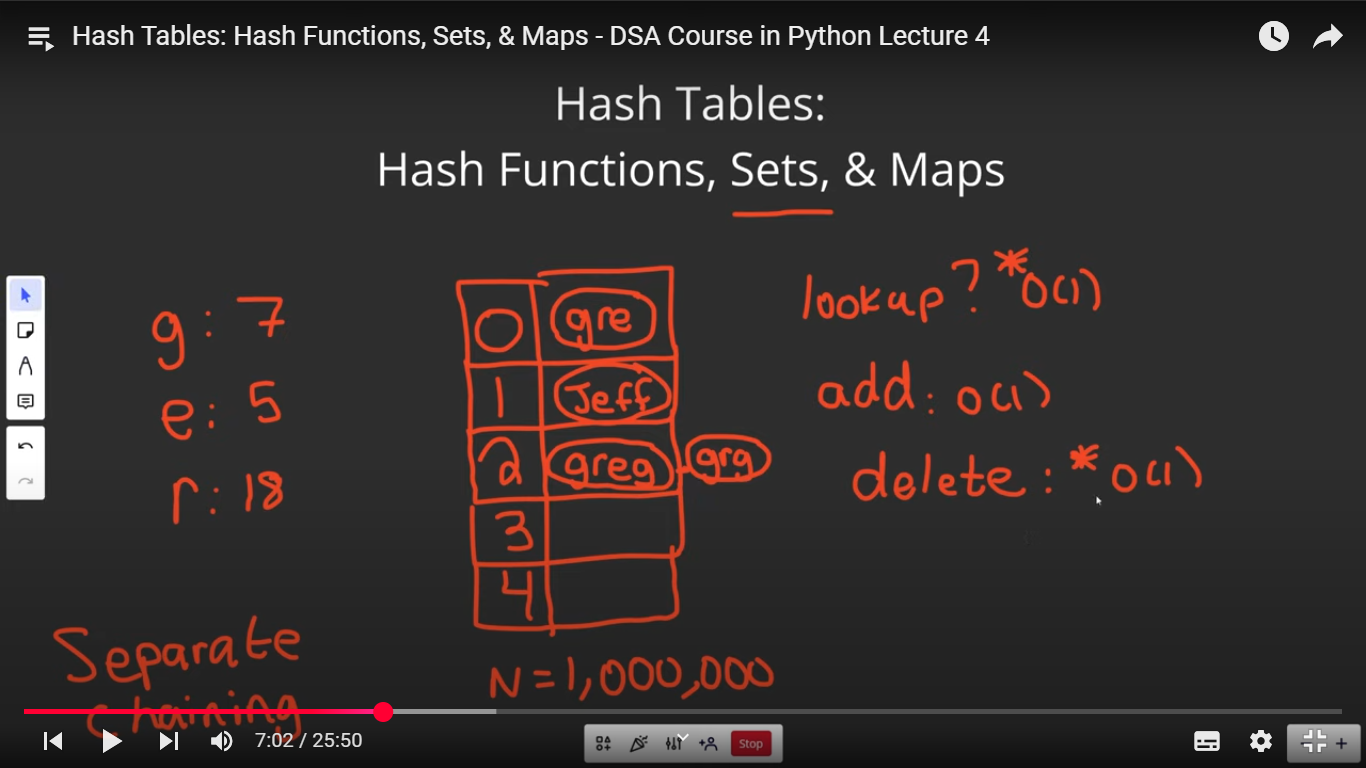 Hash Tables: Hash Functions, Sets, & Maps - DSA Course in Python Lecture 4
Hash Tables:
Hash Functions, Sets, & Maps
g: 7
e: 5
r: 18
0 gre
1 Jeff
2 greg grg
3
4
lookup? *O(1)
add: O(1)
delete: *O(1)
Separate
chaining
N = 1,000,000
7:02 / 25:50
Stop